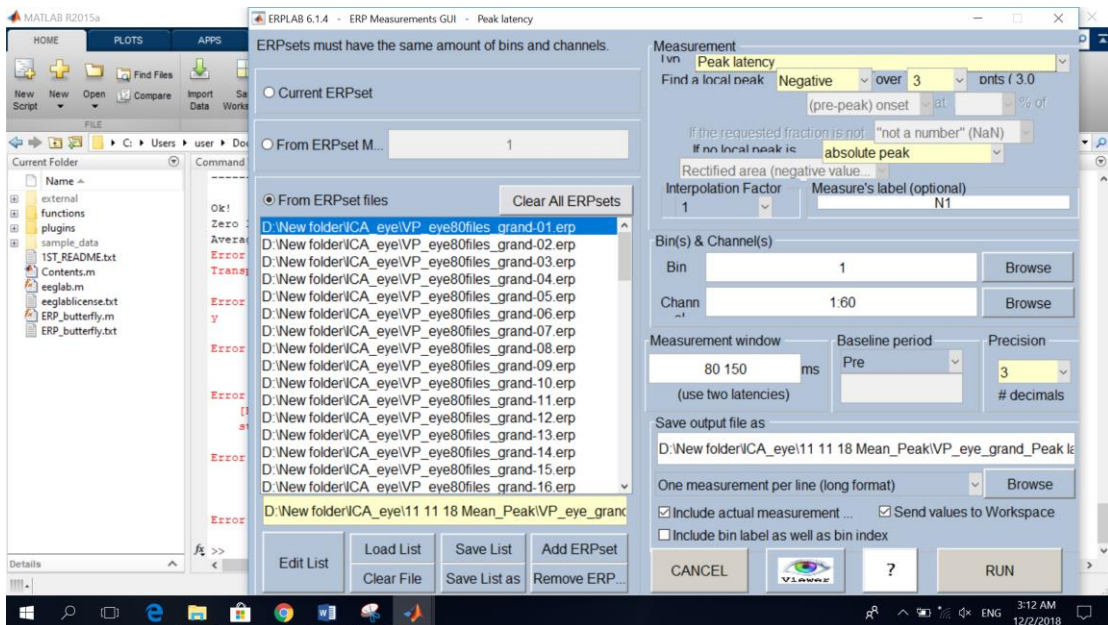 MATLAB R2015a
HOME PLOTS APPS
New Script
New
Open
Find Files
Compare
Import Data
FILE
C: ▸ Users ▸ user ▸
Current Folder
Name
external
functions
plugins
sample_data
1ST_README.txt
Contents.m
eeglab.m
eeglablicense.txt
ERP_butterfly.m
ERP_butterfly.txt
Details
Command
Ok!
Zero
Error
Error
y
Error
Error
Error
Error
fx >>
ERPLAB 6.1.4 - ERP Measurements GUI - Peak latency
ERPsets must have the same amount of bins and channels.
Current ERPset
From ERPset M... 1
From ERPset files Clear All ERPsets
D:\New folder\ICA_eye\VP_eye80files_grand-01.erp
D:\New folder\ICA_eye\VP_eye80files_grand-02.erp
D:\New folder\ICA_eye\VP_eye80files_grand-03.erp
D:\New folder\ICA_eye\VP_eye80files_grand-04.erp
D:\New folder\ICA_eye\VP_eye80files_grand-05.erp
D:\New folder\ICA_eye\VP_eye80files_grand-06.erp
D:\New folder\ICA_eye\VP_eye80files_grand-07.erp
D:\New folder\ICA_eye\VP_eye80files_grand-08.erp
D:\New folder\ICA_eye\VP_eye80files_grand-09.erp
D:\New folder\ICA_eye\VP_eye80files_grand-10.erp
D:\New folder\ICA_eye\VP_eye80files_grand-11.erp
D:\New folder\ICA_eye\VP_eye80files_grand-12.erp
D:\New folder\ICA_eye\VP_eye80files_grand-13.erp
D:\New folder\ICA_eye\VP_eye80files_grand-14.erp
D:\New folder\ICA_eye\VP_eye80files_grand-15.erp
D:\New folder\ICA_eye\VP_eye80files_grand-16.erp
D:\New folder\ICA_eye\11 11 18 Mean_Peak\VP_eye_grand
Edit List
Load List Save List Add ERPset
Clear File Save List as Remove ERP...
Measurement
Peak latency
Find a local peak Negative over 3 pnts ( 3.0
(pre-peak) onset at % of
If the requested fraction is not "not a number" (NaN)
If no local peak is absolute peak
Rectified area (negative value...
Interpolation Factor Measure's label (optional)
1 N1
Bin(s) & Channel(s)
Bin 1 Browse
Chann 1:60 Browse
Measurement window Baseline period Precision
80 150 ms Pre 3
(use two latencies) # decimals
Save output file as
D:\New folder\ICA_eye\11 11 18 Mean_Peak\VP_eye_grand_Peak la
One measurement per line (long format) Browse
Include actual measurement ... Send values to Workspace
Include bin label as well as bin index
CANCEL Viewer ? RUN
ENG 3:12 AM
12/2/2018